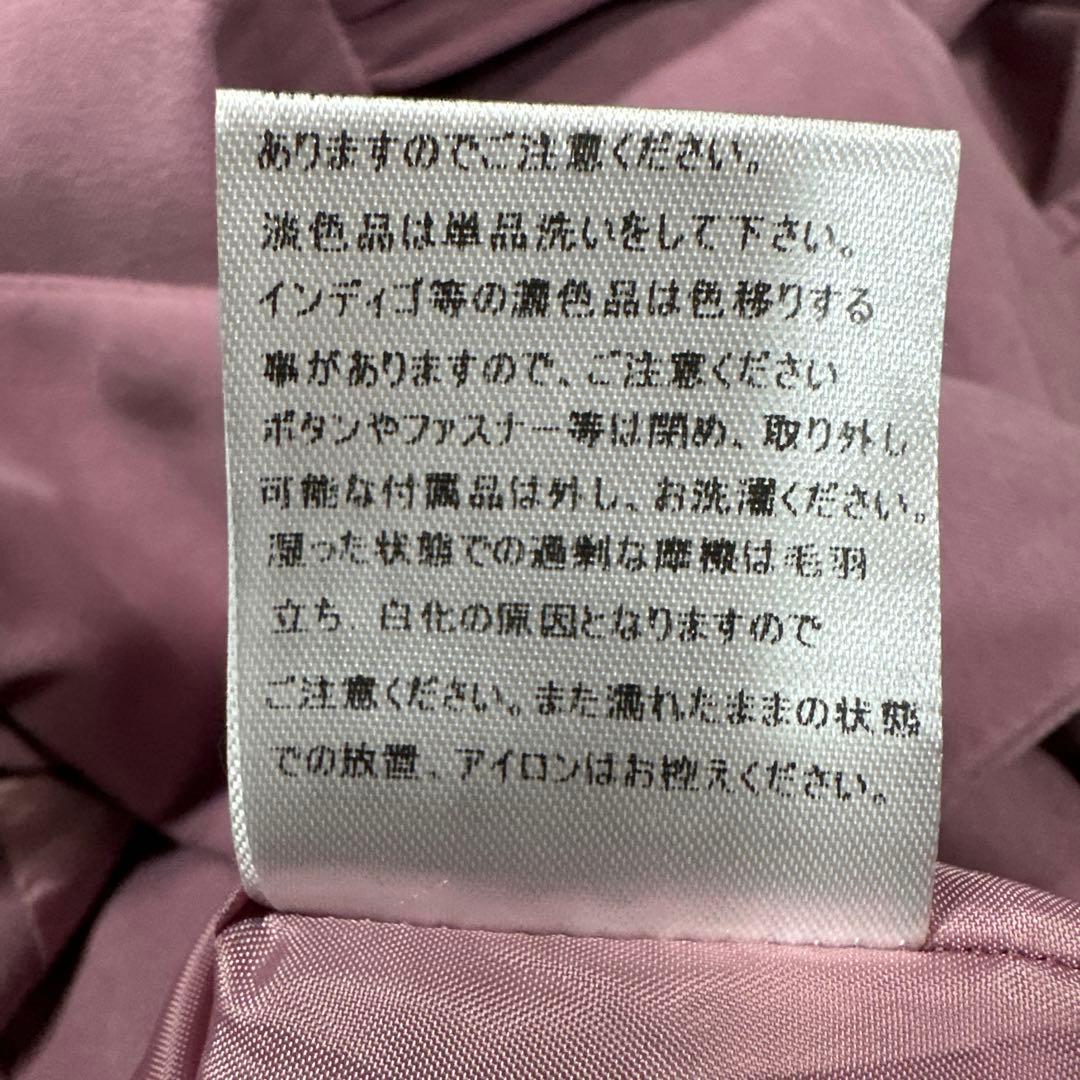 ありますのでご注意ください。
淡色品は単品洗いをして下さい。
インディゴ等の濃色品は色移りする
事がありますので、ご注意ください
ボタンやファスナー等は閉め、取り外し
可能な付属品は外し、お洗濯ください。
湿った状態での過剰な摩擦は毛羽
立ち、白化の原因となりますので
ご注意ください。また濡れたままの状態
での放置、アイロンはお控えください。